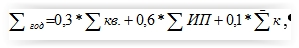 ∑ год =0,3*∑ кв. +0,6*∑ ИП +0,1*∑̄ к ,¶